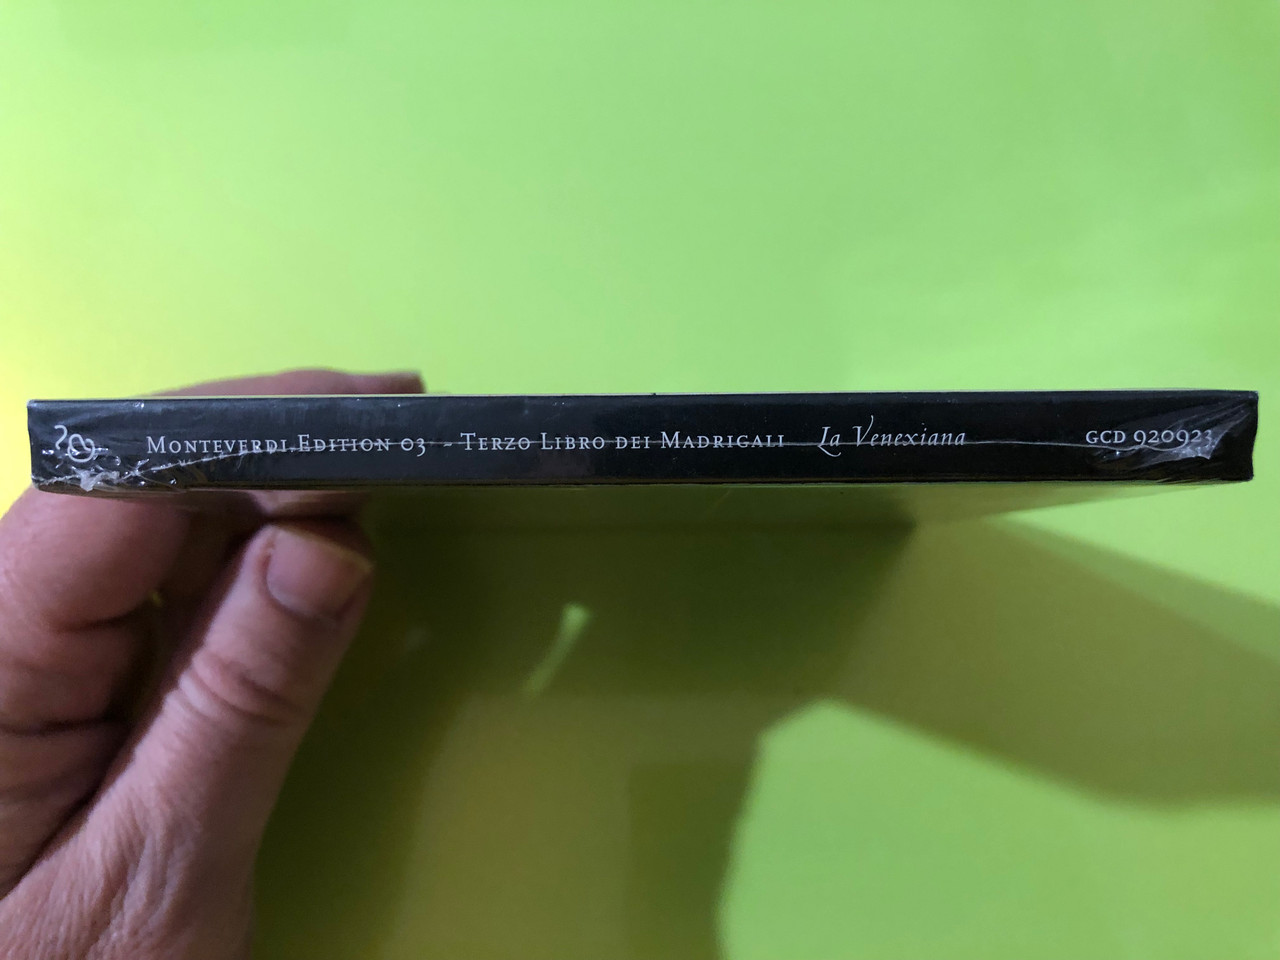 Monteverdi Edition 03 - Terzo Libro dei Madrigali La Venexiana GCD 920923